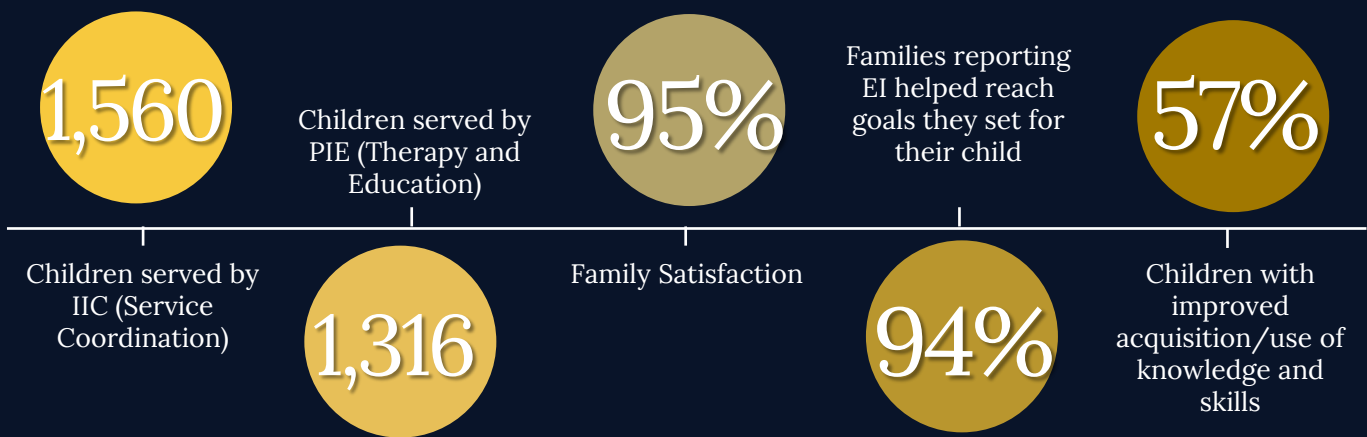 1,560
Children served by
IIC (Service
Coordination)
Children served by
PIE (Therapy and
Education)
1,316
95%
Family Satisfaction
Families reporting
EI helped reach
goals they set for
their child
94%
57%
Children with
improved
acquisition/use of
knowledge and
skills